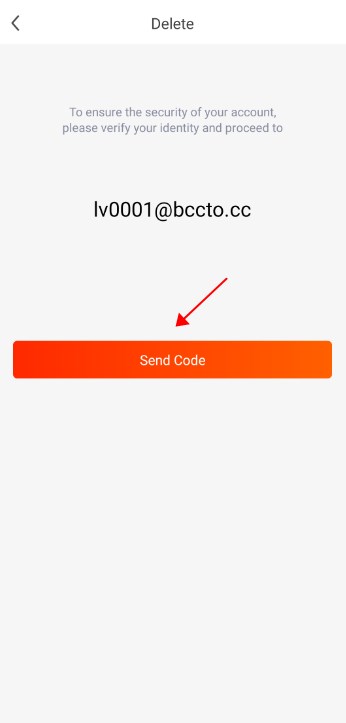 Delete
To ensure the security of your account,
please verify your identity and proceed to
lv0001@bccto.cc
Send Code